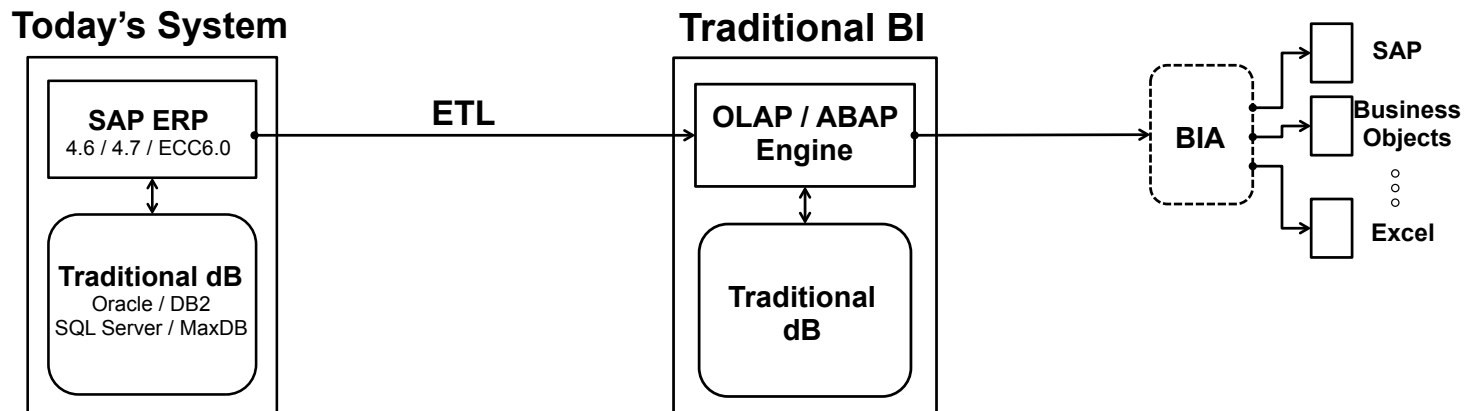 Today's System
SAP ERP
4.6 / 4.7 / ECC6.0
Traditional dB
Oracle / DB2
SQL Server / MaxDB
ETL
Traditional BI
OLAP / ABAP
Engine
Traditional
dB
BIA
SAP
Business
Objects
Excel